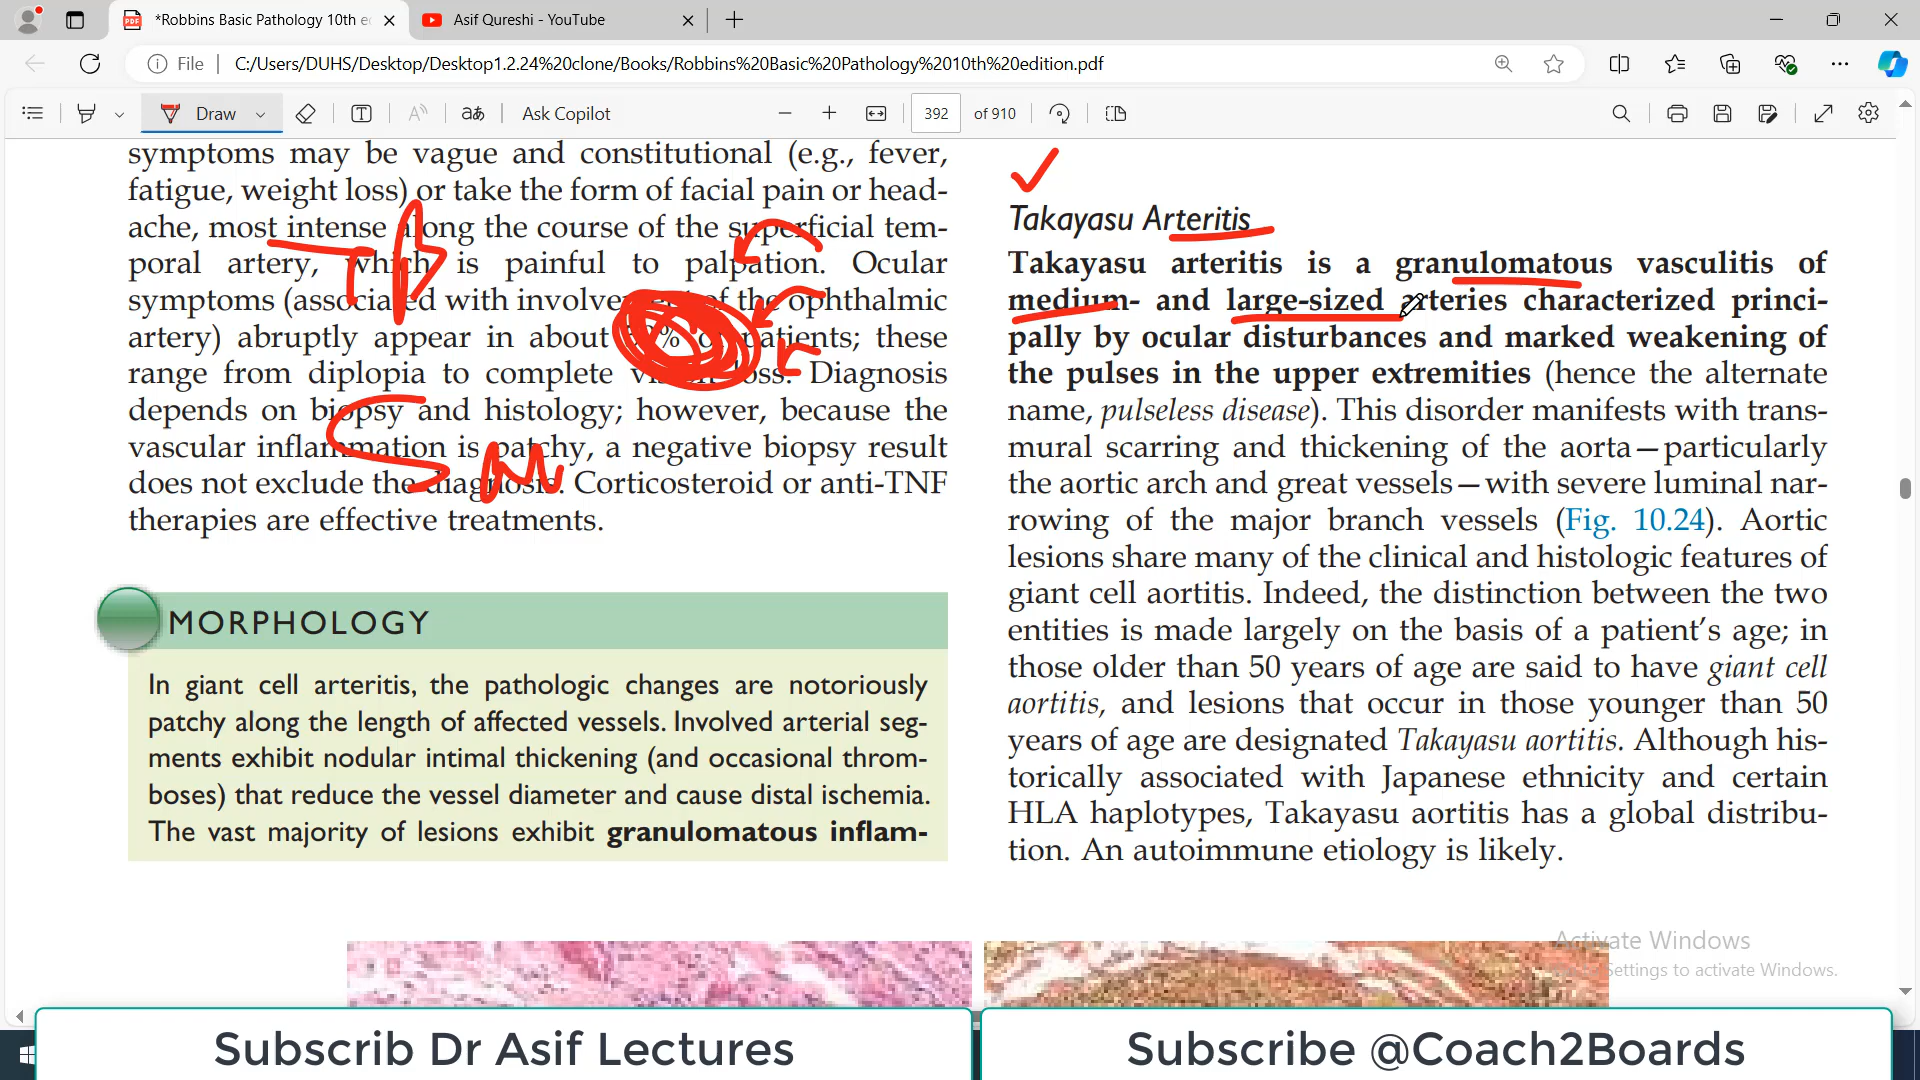 *Robbins Basic Pathology 10th e
Asif Qureshi - YouTube
File
C:/Users/DUHS/Desktop/Desktop1.2.24%20clone/Books/Robbins%20Basic%20Pathology%2010th%20edition.pdf
Draw
Ask Copilot
392 of 910
symptoms may be vague and constitutional (e.g., fever,
fatigue, weight loss) or take the form of facial pain or head-
ache, most intense along the course of the superficial tem-
poral artery, which is painful to palpation. Ocular
symptoms (associated with involvement of the ophthalmic
artery) abruptly appear in about % of patients; these
range from diplopia to complete vision loss. Diagnosis
depends on biopsy and histology; however, because the
vascular inflammation is patchy, a negative biopsy result
does not exclude the diagnosis. Corticosteroid or anti-TNF
therapies are effective treatments.
TB
MORPHOLOGY
In giant cell arteritis, the pathologic changes are notoriously
patchy along the length of affected vessels. Involved arterial seg-
ments exhibit nodular intimal thickening (and occasional throm-
boses) that reduce the vessel diameter and cause distal ischemia.
The vast majority of lesions exhibit granulomatous inflam-
Takayasu Arteritis
Takayasu arteritis is a granulomatous vasculitis of
medium- and large-sized arteries characterized princi-
pally by ocular disturbances and marked weakening of
the pulses in the upper extremities (hence the alternate
name, pulseless disease). This disorder manifests with trans-
mural scarring and thickening of the aorta—particularly
the aortic arch and great vessels—with severe luminal nar-
rowing of the major branch vessels (Fig. 10.24). Aortic
lesions share many of the clinical and histologic features of
giant cell aortitis. Indeed, the distinction between the two
entities is made largely on the basis of a patient's age; in
those older than 50 years of age are said to have giant cell
aortitis, and lesions that occur in those younger than 50
years of age are designated Takayasu aortitis. Although his-
torically associated with Japanese ethnicity and certain
HLA haplotypes, Takayasu aortitis has a global distribu-
tion. An autoimmune etiology is likely.
Activate Windows
Settings to activate Windows.
Subscrib Dr Asif Lectures
Subscribe @Coach2Boards